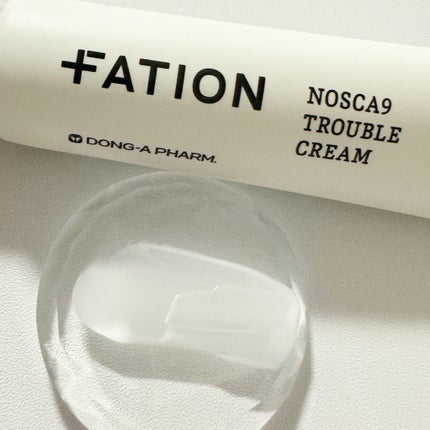 FATION
NOSCA9
TROUBLE
CREAM
DONG-A PHARM.